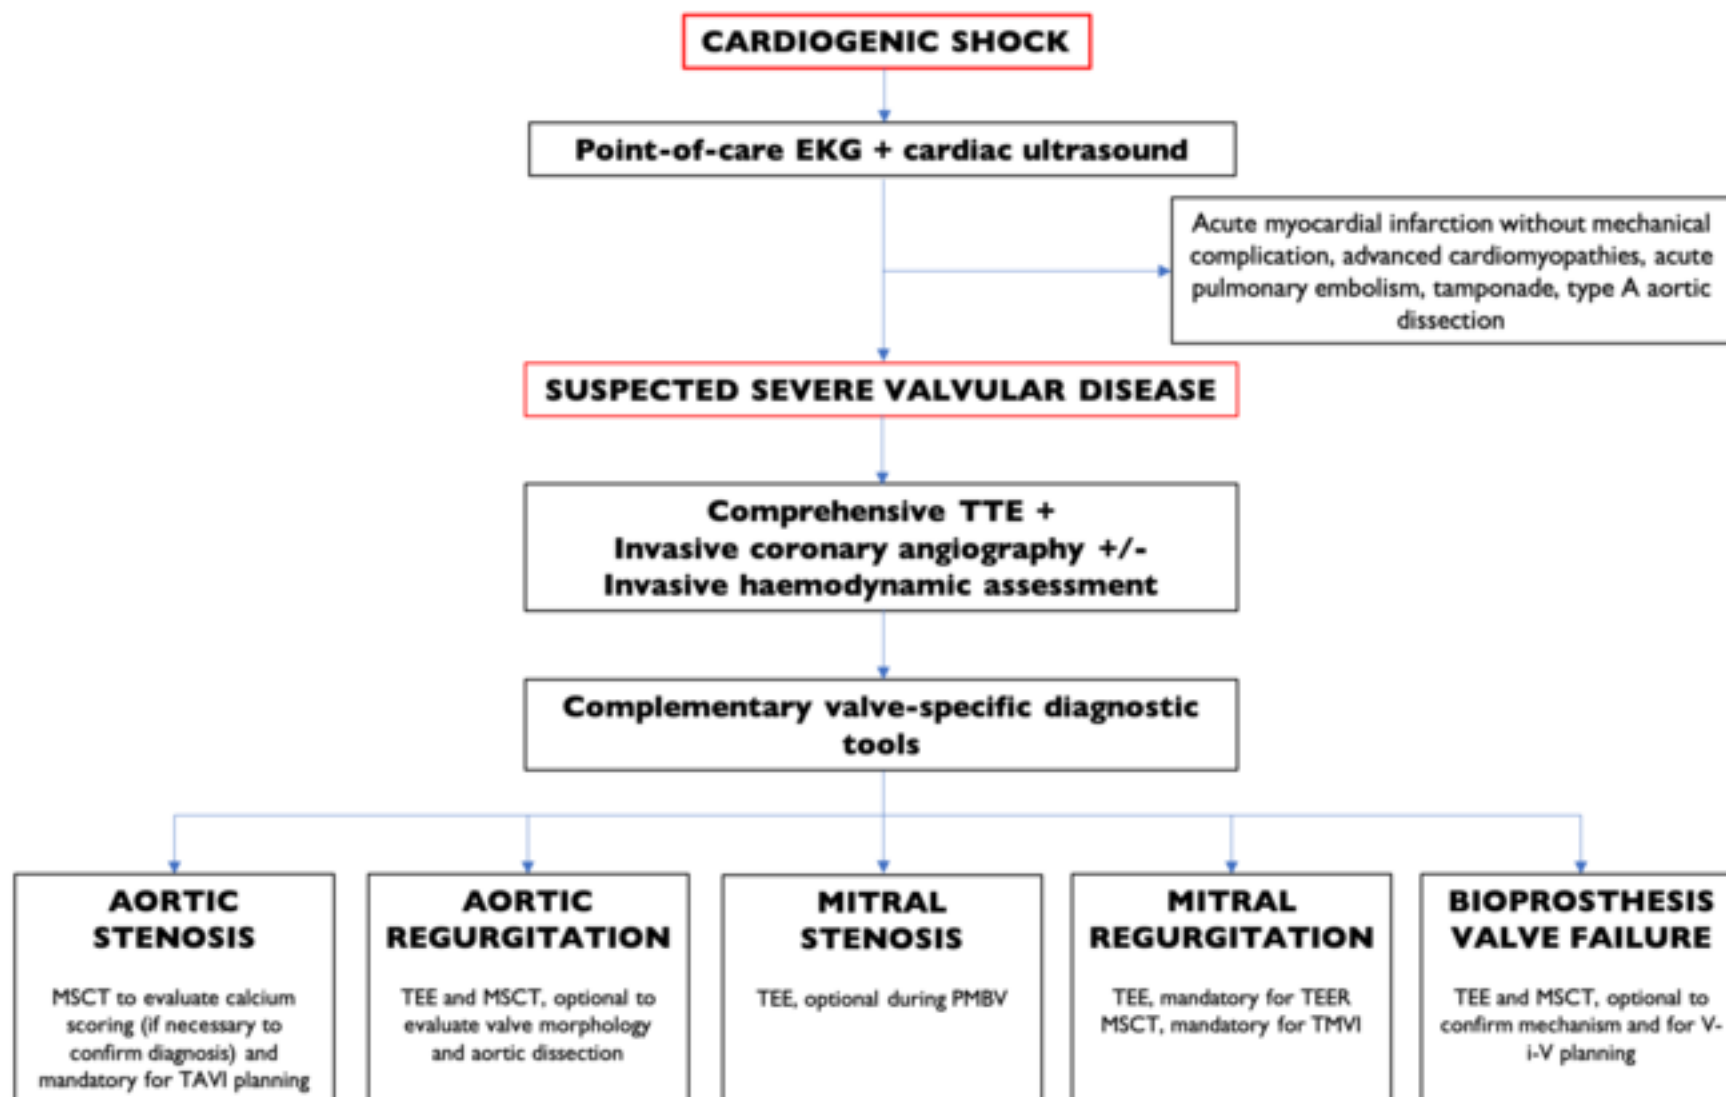 CARDIOGENIC SHOCK
Point-of-care EKG + cardiac ultrasound
Acute myocardial infarction without mechanical
complication, advanced cardiomyopathies, acute
pulmonary embolism, tamponade, type A aortic
dissection
SUSPECTED SEVERE VALVULAR DISEASE
Comprehensive TTE +
Invasive coronary angiography +/-
Invasive haemodynamic assessment
Complementary valve-specific diagnostic
tools
AORTIC
STENOSIS
MSCT to evaluate calcium
scoring (if necessary to
confirm diagnosis) and
mandatory for TAVI planning
AORTIC
REGURGITATION
TEE and MSCT, optional to
evaluate valve morphology
and aortic dissection
MITRAL
STENOSIS
TEE, optional during PMBV
MITRAL
REGURGITATION
TEE, mandatory for TEER
MSCT, mandatory for TMVI
BIOPROSTHESIS
VALVE FAILURE
TEE and MSCT, optional to
confirm mechanism and for V-
i-V planning